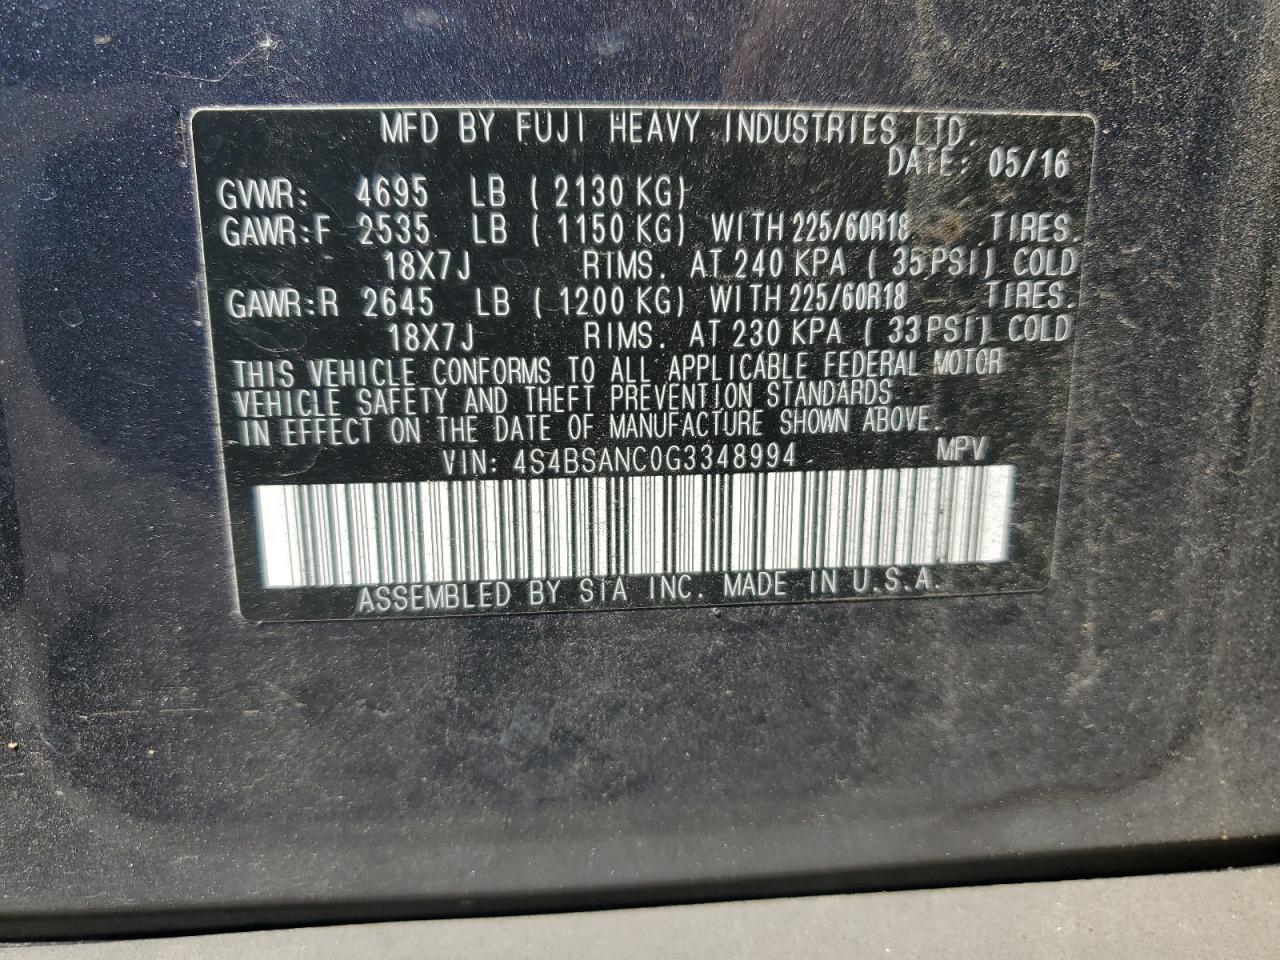 MFD BY FUJI HEAVY INDUSTRIES LTD.
DATE: 05/16
GVWR: 4695 LB ( 2130 KG)
GAWR:F 2535 LB ( 1150 KG) WITH 225/60R18 TIRES.
18X7J RIMS. AT 240 KPA ( 35 PSI) COLD
GAWR:R 2645 LB ( 1200 KG) WITH 225/60R18 TIRES.
18X7J RIMS. AT 230 KPA ( 33 PSI) COLD
THIS VEHICLE CONFORMS TO ALL APPLICABLE FEDERAL MOTOR
VEHICLE SAFETY AND THEFT PREVENTION STANDARDS
IN EFFECT ON THE DATE OF MANUFACTURE SHOWN ABOVE.
VIN: 4S4BSANC0G3348994 MPV
ASSEMBLED BY SIA INC. MADE IN U.S.A.